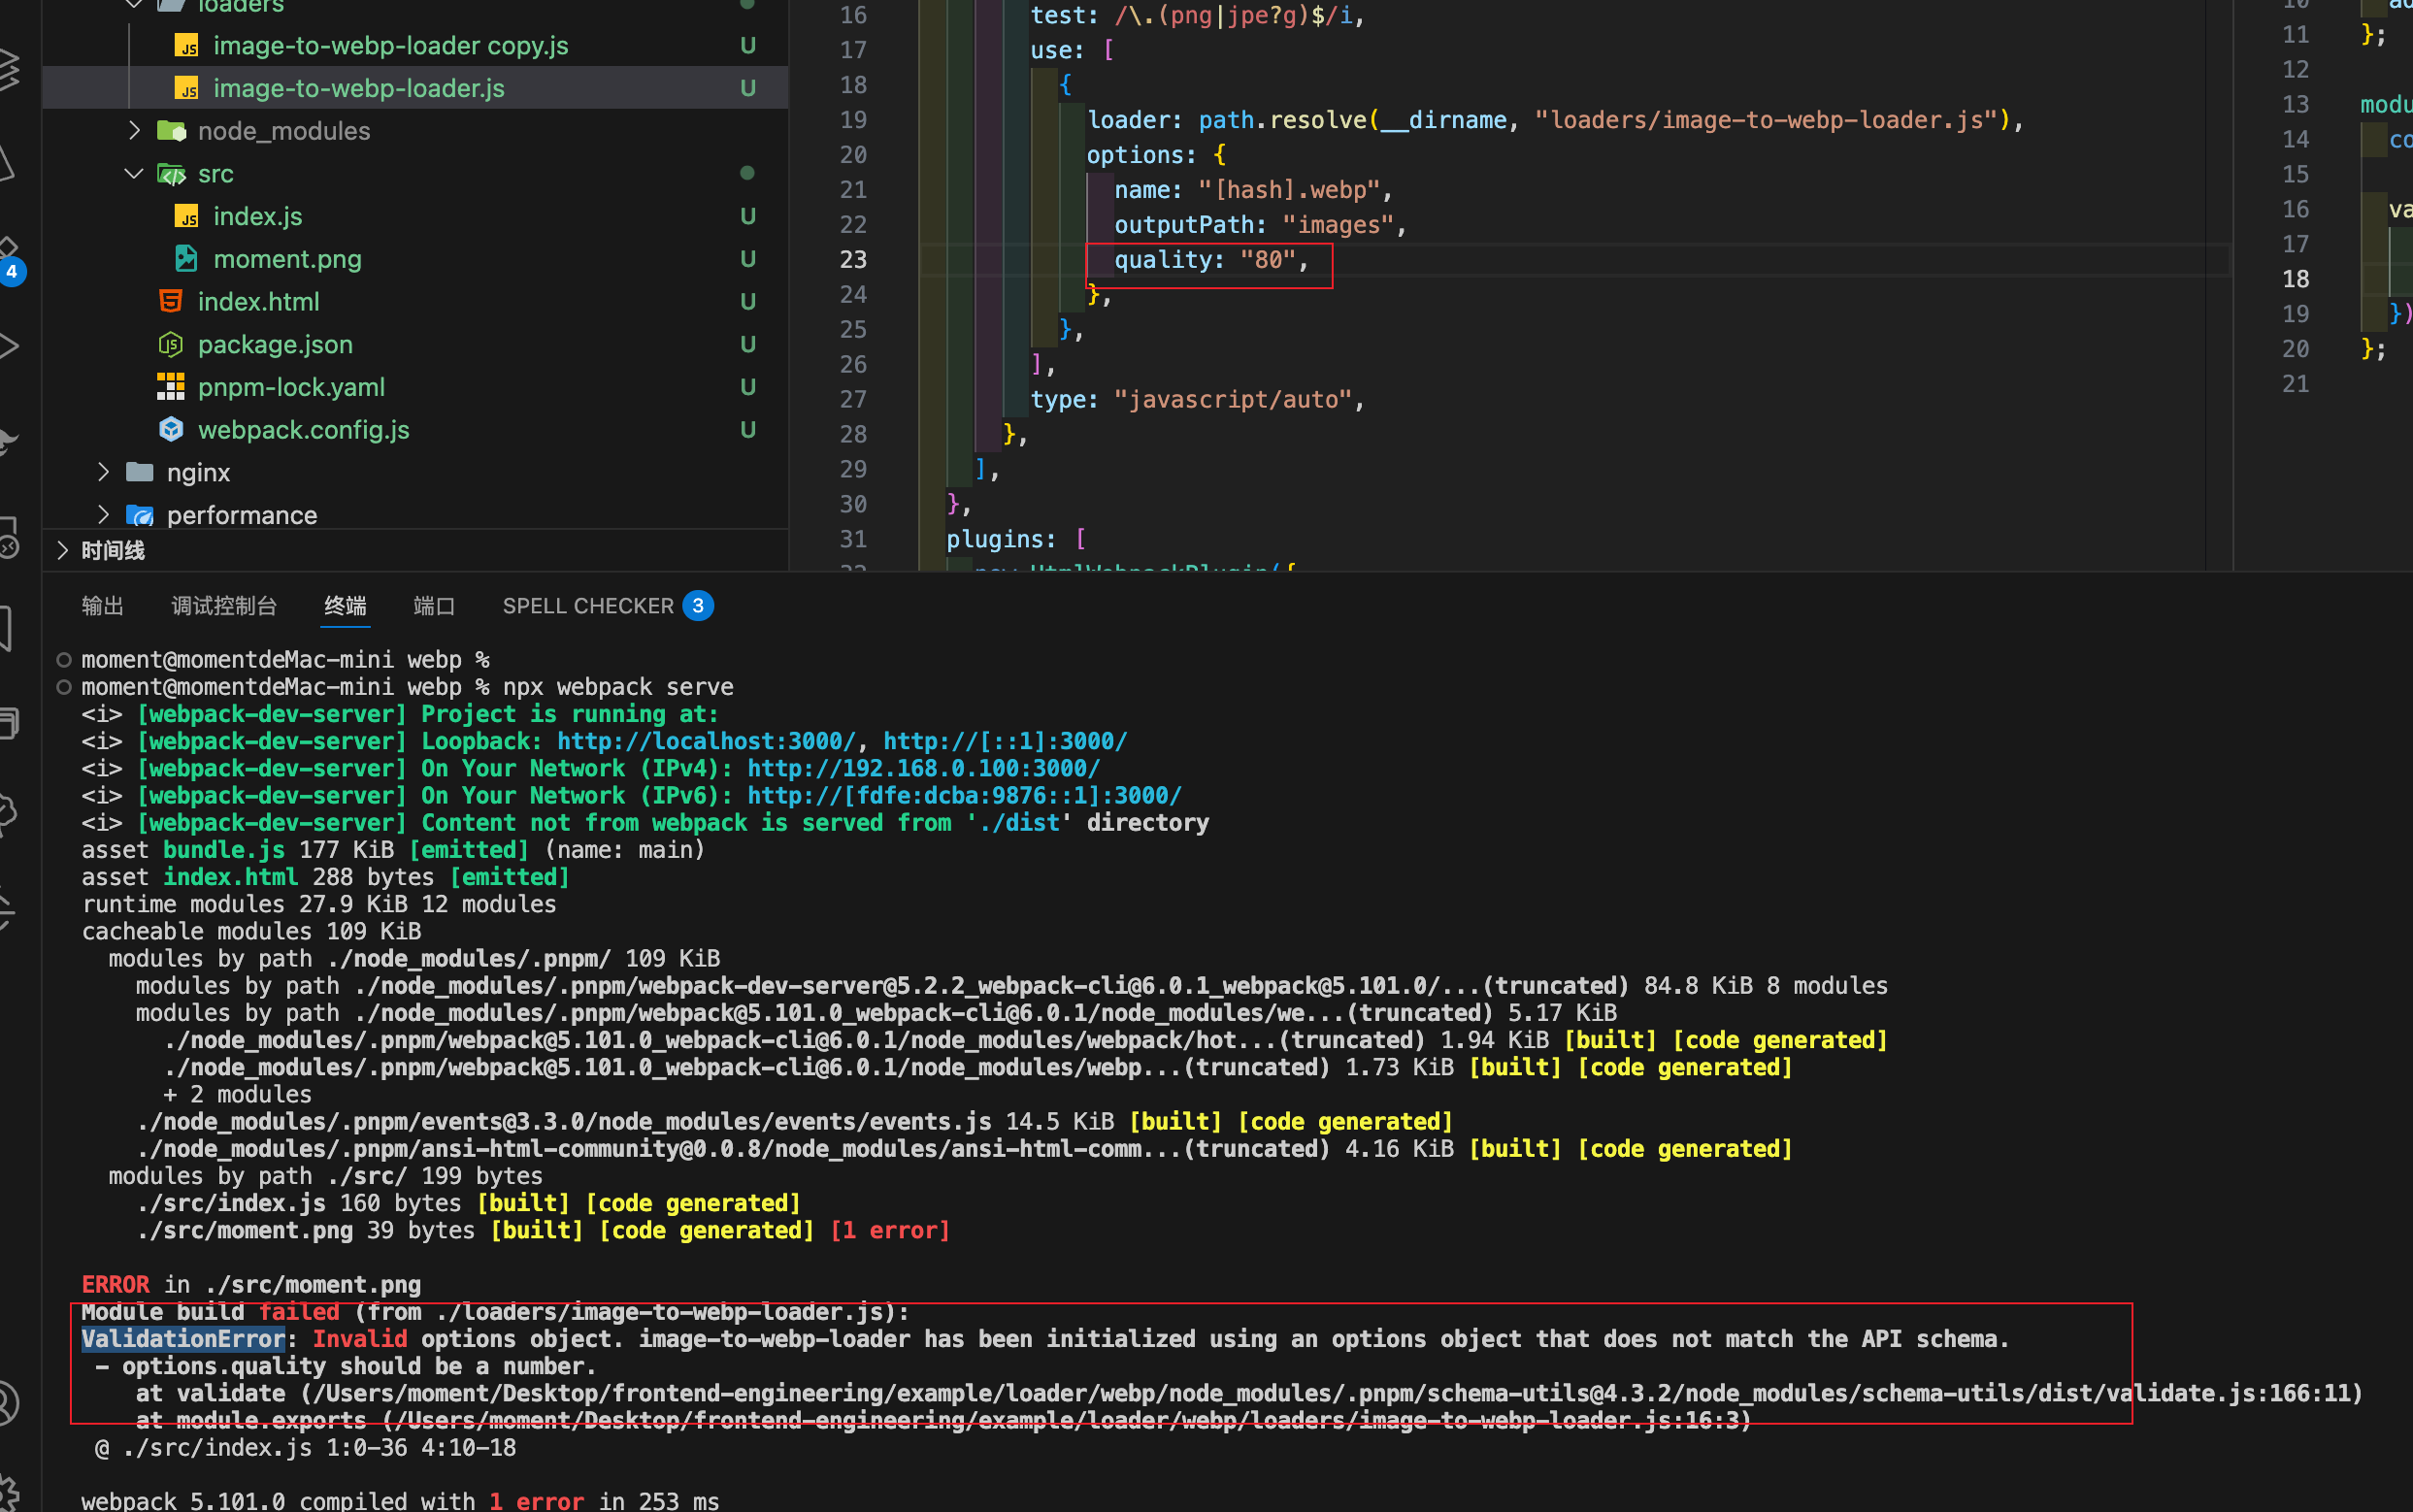 loaders
image-to-webp-loader copy.js U
image-to-webp-loader.js U
node_modules
src
index.js U
moment.png U
index.html U
package.json U
pnpm-lock.yaml U
webpack.config.js U
nginx
performance
时间线
4
16 test: /\.(png|jpe?g)$/i,
17 use: [
18 {
19 loader: path.resolve(__dirname, "loaders/image-to-webp-loader.js"),
20 options: {
21 name: "[hash].webp",
22 outputPath: "images",
23 quality: "80",
24 },
25 },
26 ],
27 type: "javascript/auto",
28 },
29 ],
30 },
31 plugins: [
32 new HtmlWebpackPlugin({
10 ad
11 };
12
13 modu
14 co
15
16 va
17
18
19 })
20 };
21
输出 调试控制台 终端 端口 SPELL CHECKER 3
moment@momentdeMac-mini webp %
moment@momentdeMac-mini webp % npx webpack serve
<i> [webpack-dev-server] Project is running at:
<i> [webpack-dev-server] Loopback: http://localhost:3000/, http://[::1]:3000/
<i> [webpack-dev-server] On Your Network (IPv4): http://192.168.0.100:3000/
<i> [webpack-dev-server] On Your Network (IPv6): http://[fdfe:dcba:9876::1]:3000/
<i> [webpack-dev-server] Content not from webpack is served from './dist' directory
asset bundle.js 177 KiB [emitted] (name: main)
asset index.html 288 bytes [emitted]
runtime modules 27.9 KiB 12 modules
cacheable modules 109 KiB
modules by path ./node_modules/.pnpm/ 109 KiB
modules by path ./node_modules/.pnpm/webpack-dev-server@5.2.2_webpack-cli@6.0.1_webpack@5.101.0/...(truncated) 84.8 KiB 8 modules
modules by path ./node_modules/.pnpm/webpack@5.101.0_webpack-cli@6.0.1/node_modules/we...(truncated) 5.17 KiB
./node_modules/.pnpm/webpack@5.101.0_webpack-cli@6.0.1/node_modules/webpack/hot...(truncated) 1.94 KiB [built] [code generated]
./node_modules/.pnpm/webpack@5.101.0_webpack-cli@6.0.1/node_modules/webp...(truncated) 1.73 KiB [built] [code generated]
+ 2 modules
./node_modules/.pnpm/events@3.3.0/node_modules/events/events.js 14.5 KiB [built] [code generated]
./node_modules/.pnpm/ansi-html-community@0.0.8/node_modules/ansi-html-comm...(truncated) 4.16 KiB [built] [code generated]
modules by path ./src/ 199 bytes
./src/index.js 160 bytes [built] [code generated]
./src/moment.png 39 bytes [built] [code generated] [1 error]
ERROR in ./src/moment.png
Module build failed (from ./loaders/image-to-webp-loader.js):
ValidationError: Invalid options object. image-to-webp-loader has been initialized using an options object that does not match the API schema.
- options.quality should be a number.
at validate (/Users/moment/Desktop/frontend-engineering/example/loader/webp/node_modules/.pnpm/schema-utils@4.3.2/node_modules/schema-utils/dist/validate.js:166:11)
at module.exports (/Users/moment/Desktop/frontend-engineering/example/loader/webp/loaders/image-to-webp-loader.js:16:3)
@ ./src/index.js 1:0-36 4:10-18
webpack 5.101.0 compiled with 1 error in 253 ms